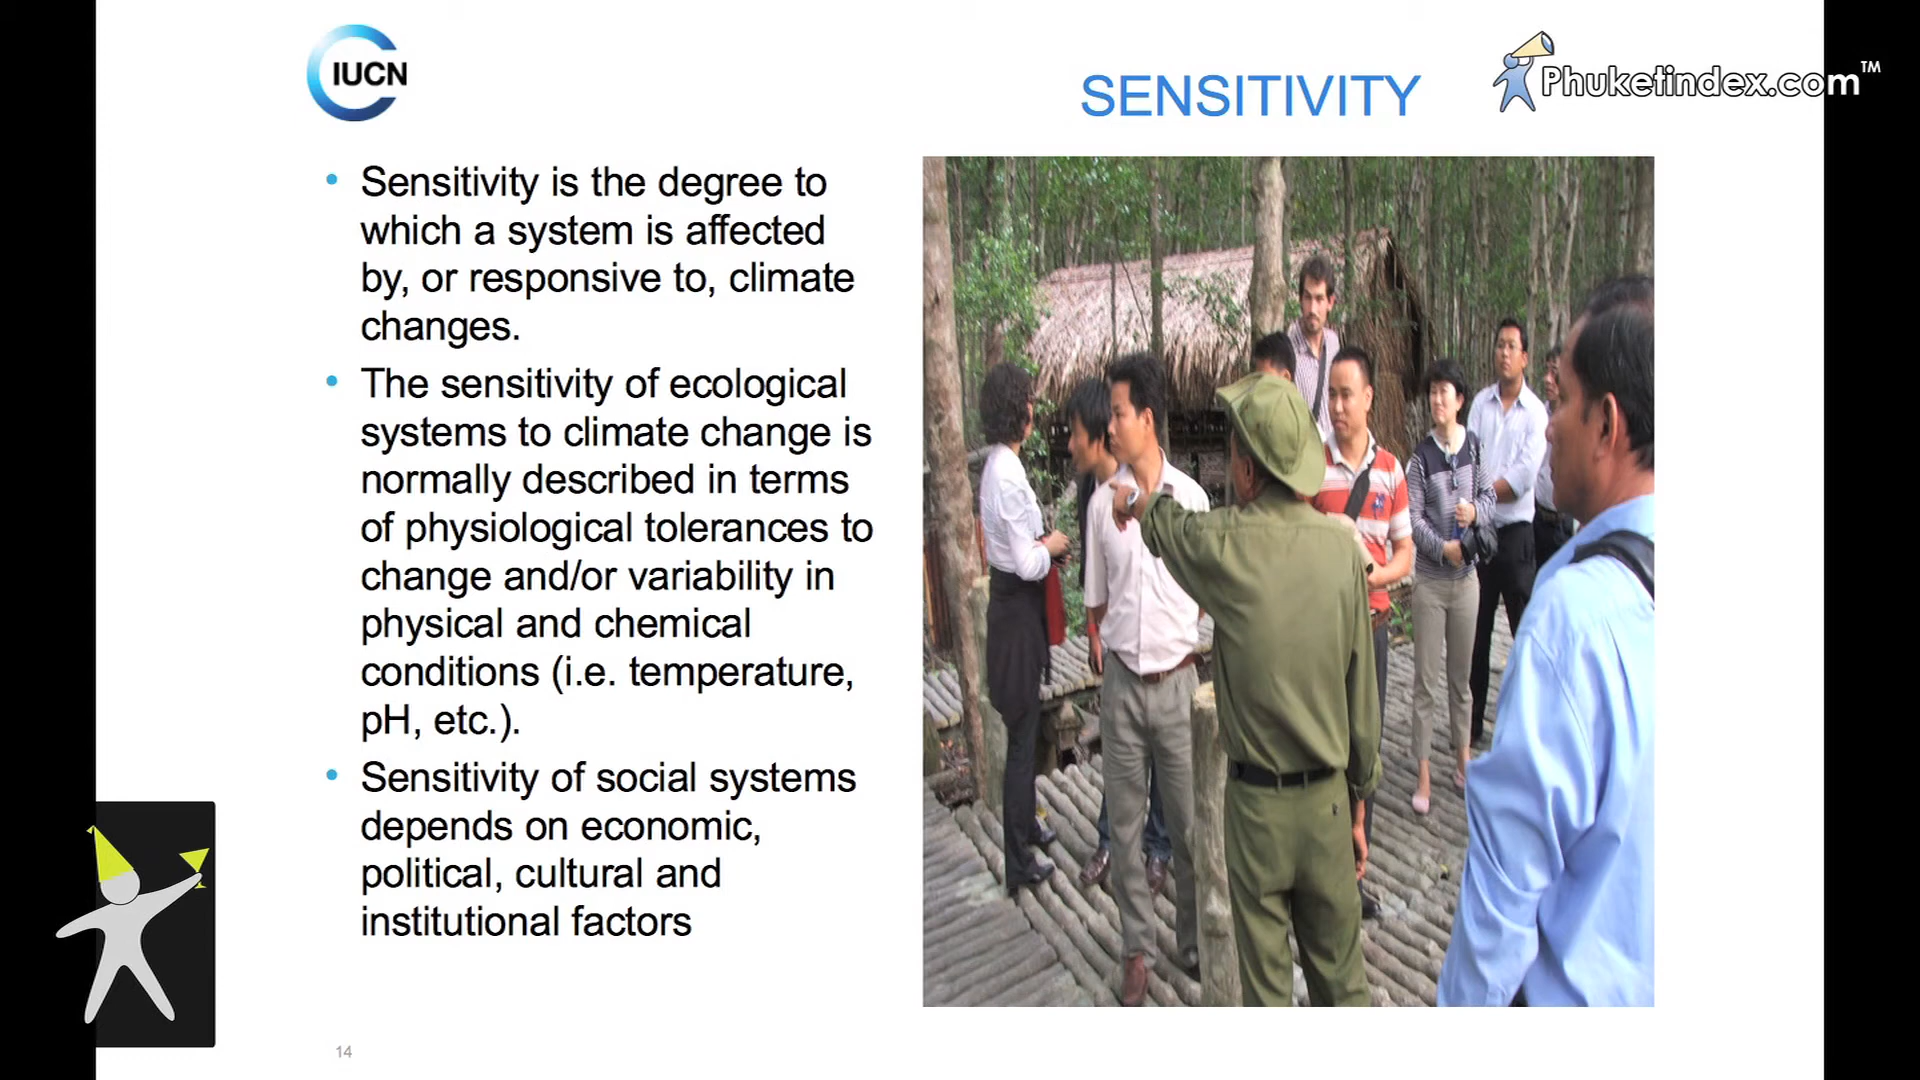 IUCN
SENSITIVITY
Phuketindex.com™
• Sensitivity is the degree to
which a system is affected
by, or responsive to, climate
changes.
• The sensitivity of ecological
systems to climate change is
normally described in terms
of physiological tolerances to
change and/or variability in
physical and chemical
conditions (i.e. temperature,
pH, etc.).
• Sensitivity of social systems
depends on economic,
political, cultural and
institutional factors
14